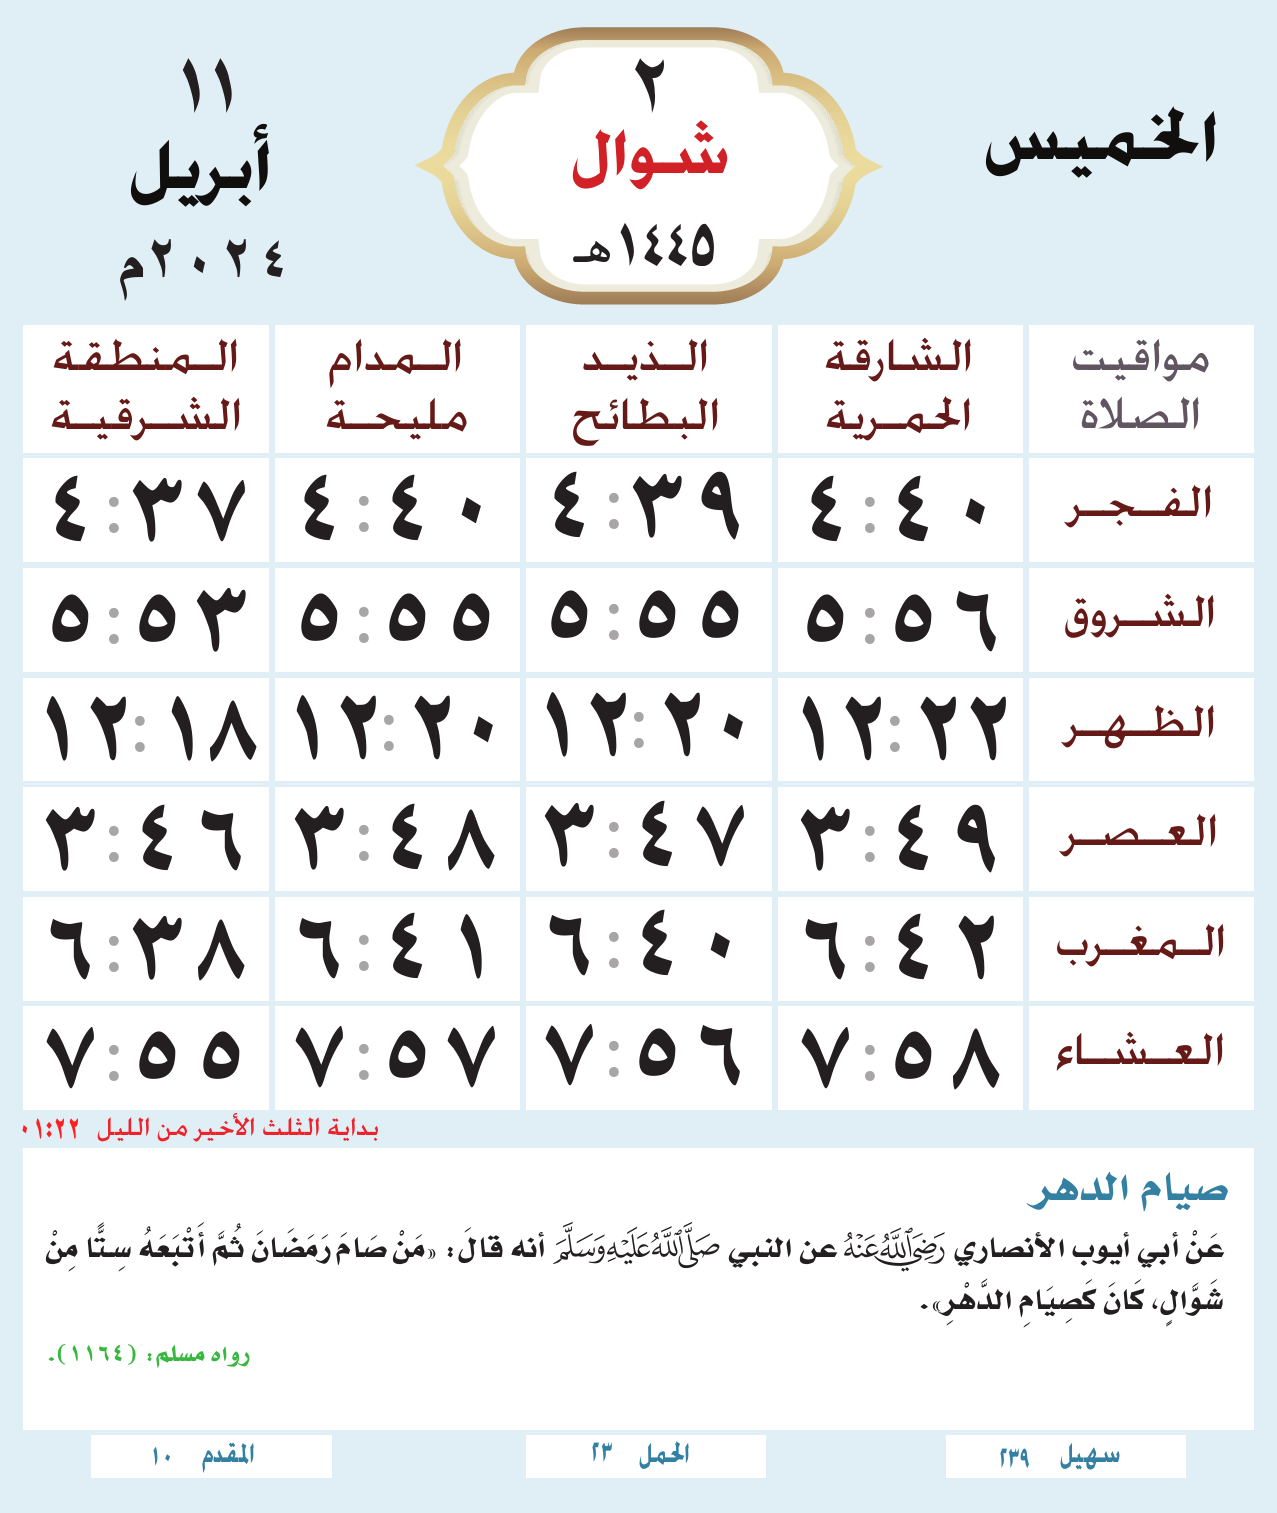 الخميس
٢
شوال
١٤٤٥هـ
١١
أبريل
٢٠٢٤م
مواقيت الصلاة	الشارقة الحمرية	الذيد البطائح	المدام مليحة	المنطقة الشرقية
الفجر	٤:٤٠	٤:٣٩	٤:٤٠	٤:٣٧
الشروق	٥:٥٦	٥:٥٥	٥:٥٥	٥:٥٣
الظهر	١٢:٢٢	١٢:٢٠	١٢:٢٠	١٢:١٨
العصر	٣:٤٩	٣:٤٧	٣:٤٨	٣:٤٦
المغرب	٦:٤٢	٦:٤٠	٦:٤١	٦:٣٨
العشاء	٧:٥٨	٧:٥٦	٧:٥٧	٧:٥٥
بداية الثلث الأخير من الليل ٠١:٢٢
صيام الدهر
عَنْ أبي أيوب الأنصاري رَضِيَ اللَّهُ عَنْهُ عن النبي صَلَّى اللَّهُ عَلَيْهِ وَسَلَّمَ أنه قالَ: «مَنْ صَامَ رَمَضَانَ ثُمَّ أَتْبَعَهُ سِتًّا مِنْ
شَوَّالٍ، كَانَ كَصِيَامِ الدَّهْرِ».
رواه مسلم: (١١٦٤).
سهيل ٢٣٩	الحمل ٢٣	المقدم ١٠